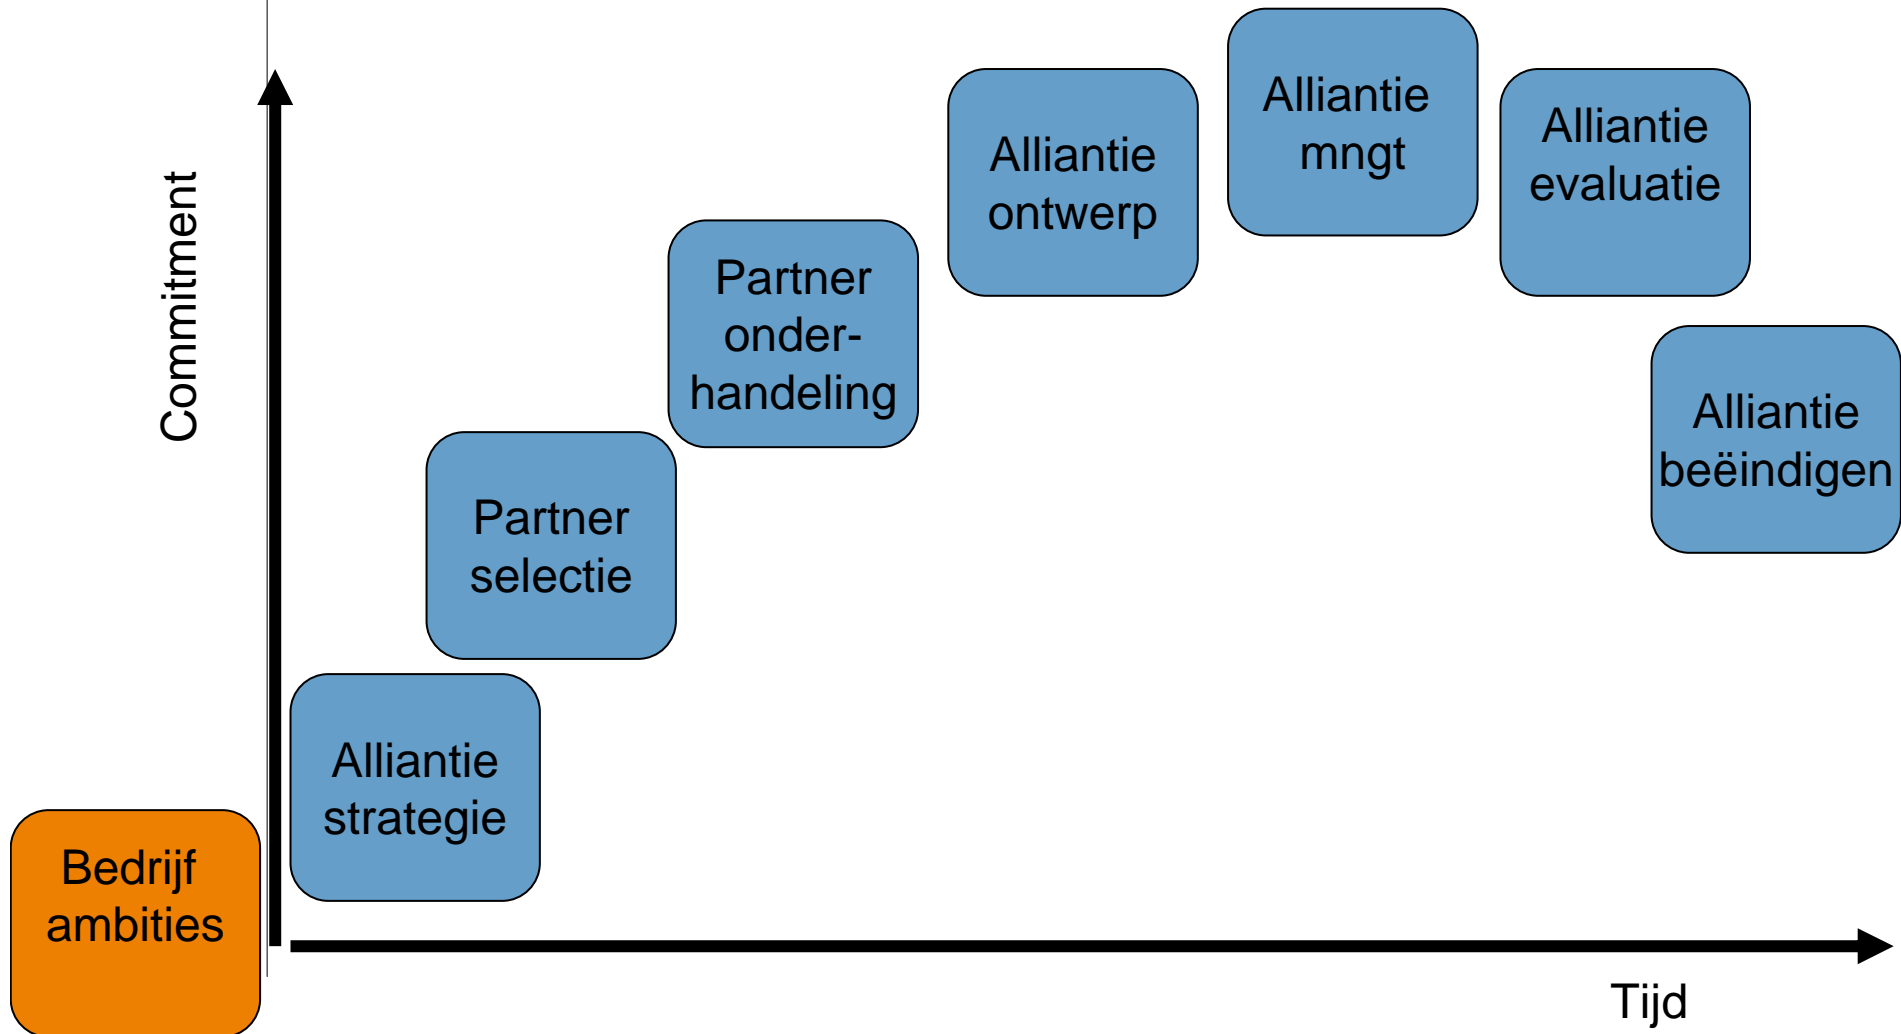 Commitment
Bedrijf
ambities
Alliantie
strategie
Partner
selectie
Partner
onder-
handeling
Alliantie
ontwerp
Alliantie
mngt
Alliantie
evaluatie
Alliantie
beëindigen
Tijd